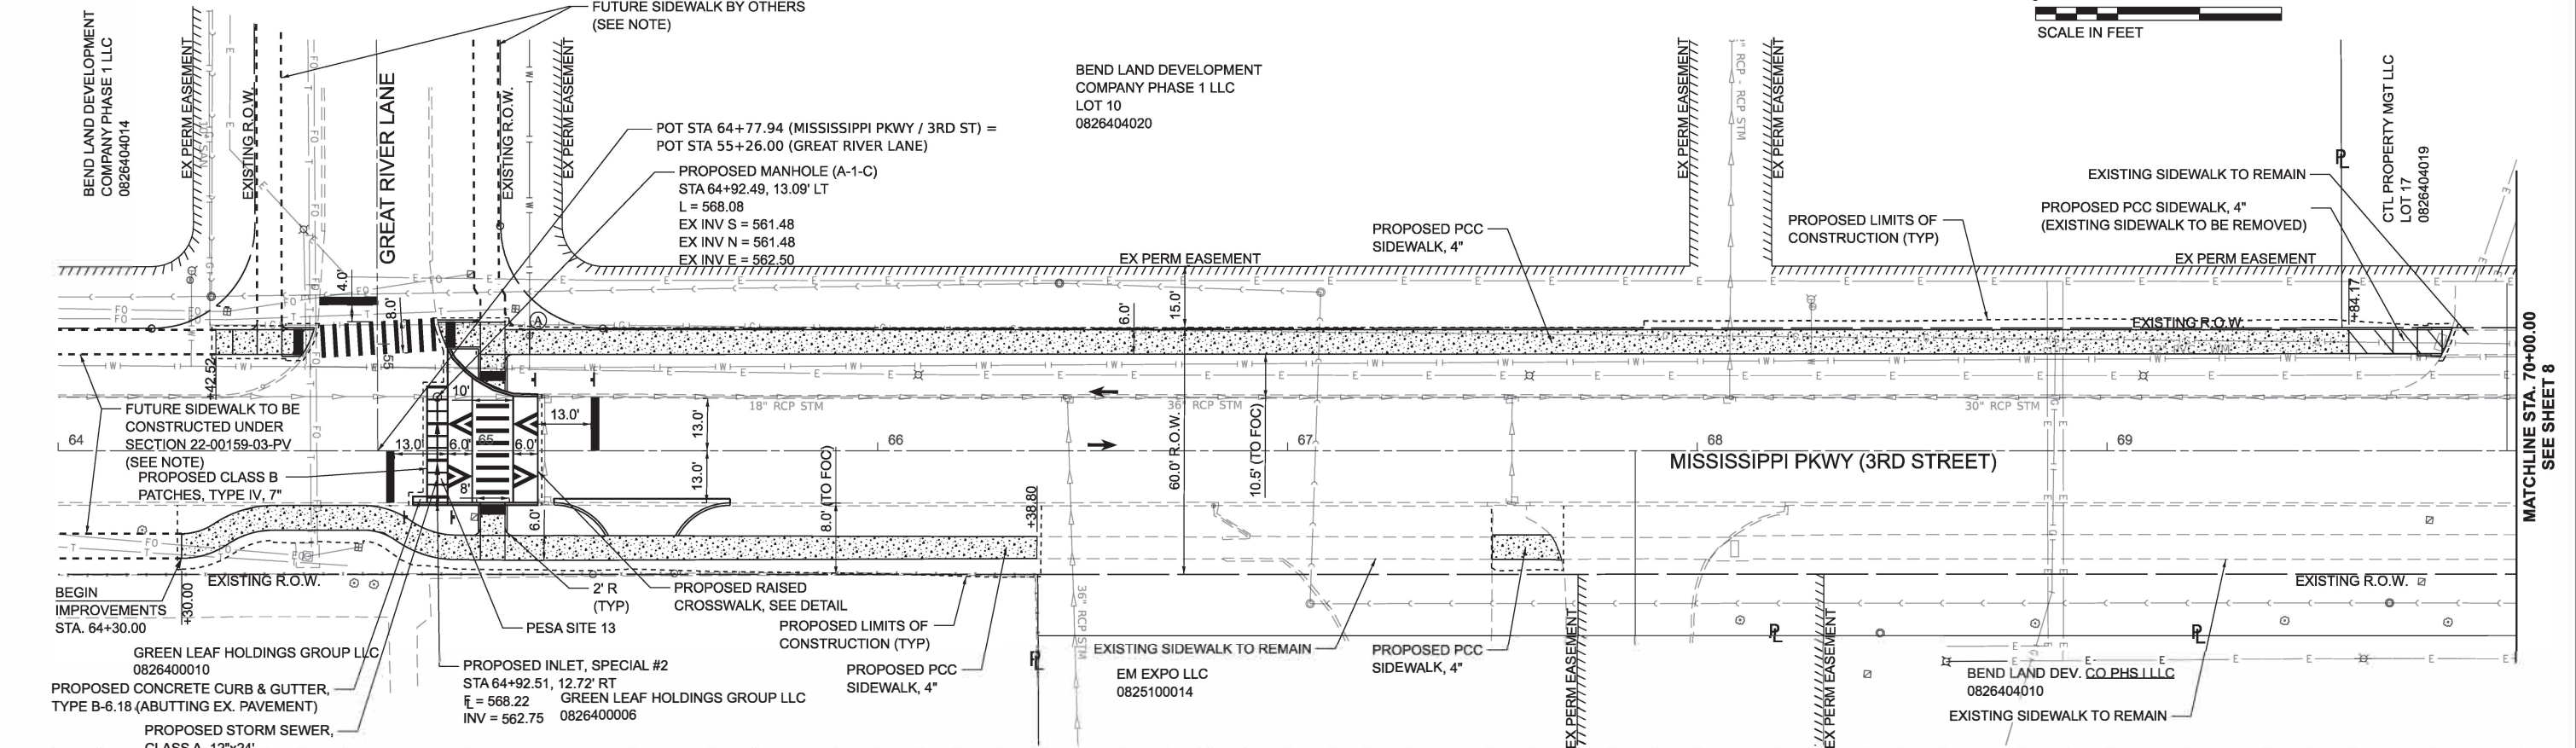 FUTURE SIDEWALK BY OTHERS
(SEE NOTE)
SCALE IN FEET
BEND LAND DEVELOPMENT
COMPANY PHASE 1 LLC
0826404014
EX PERM EASEMENT
EXISTING R.O.W.
GREAT RIVER LANE
EXISTING R.O.W.
EX PERM EASEMENT
BEND LAND DEVELOPMENT
COMPANY PHASE 1 LLC
LOT 10
0826404020
POT STA 64+77.94 (MISSISSIPPI PKWY / 3RD ST) =
POT STA 55+26.00 (GREAT RIVER LANE)
PROPOSED MANHOLE (A-1-C)
STA 64+92.49, 13.09' LT
L = 568.08
EX INV S = 561.48
EX INV N = 561.48
EX INV E = 562.50
EX PERM EASEMENT
RCP - RCP STM
EX PERM EASEMENT
EXISTING SIDEWALK TO REMAIN
PROPOSED PCC SIDEWALK, 4"
(EXISTING SIDEWALK TO BE REMOVED)
CTL PROPERTY MGT LLC
LOT 17
0826404019
PL
PROPOSED PCC
SIDEWALK, 4"
PROPOSED LIMITS OF
CONSTRUCTION (TYP)
EX PERM EASEMENT
EX PERM EASEMENT
4.0'
8.0'
A
6.0'
15.0'
EXISTING R.O.W.
+84.17
+42.52
55
FUTURE SIDEWALK TO BE
CONSTRUCTED UNDER
SECTION 22-00159-03-PV
(SEE NOTE)
PROPOSED CLASS B
PATCHES, TYPE IV, 7"
10'
13.0'
13.0'
6.0'
6.0'
8'
13.0'
13.0'
18" RCP STM
36" RCP STM
30" RCP STM
64
65
66
67
68
69
60.0' R.O.W.
10.5' (TO FOC)
8.0' (TO FOC)
6.0'
+38.80
MISSISSIPPI PKWY (3RD STREET)
MATCHLINE STA. 70+00.00
SEE SHEET 8
BEGIN
IMPROVEMENTS
STA. 64+30.00
+30.00
EXISTING R.O.W.
2' R
(TYP)
PROPOSED RAISED
CROSSWALK, SEE DETAIL
PESA SITE 13
PROPOSED LIMITS OF
CONSTRUCTION (TYP)
36" RCP STM
EXISTING R.O.W.
GREEN LEAF HOLDINGS GROUP LLC
0826400010
PROPOSED CONCRETE CURB & GUTTER,
TYPE B-6.18 (ABUTTING EX. PAVEMENT)
PROPOSED STORM SEWER,
CLASS A, 12"x24'
PROPOSED INLET, SPECIAL #2
STA 64+92.51, 12.72' RT
FL = 568.22
INV = 562.75
GREEN LEAF HOLDINGS GROUP LLC
0826400006
PROPOSED PCC
SIDEWALK, 4"
PL
EXISTING SIDEWALK TO REMAIN
EM EXPO LLC
0825100014
PROPOSED PCC
SIDEWALK, 4"
EX PERM EASEMENT
PL
EX PERM EASEMENT
PL
BEND LAND DEV. CO PHS I LLC
0826404010
EXISTING SIDEWALK TO REMAIN